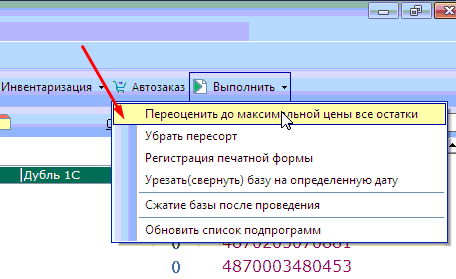 Инвентаризация Автозаказ Выполнить
Переоценить до максимальной цены все остатки
Убрать пересорт
Регистрация печатной формы
Урезать(свернуть) базу на определенную дату
Сжатие базы после проведения
Обновить список подпрограмм
Дубль 1С
0
0 4870003480453